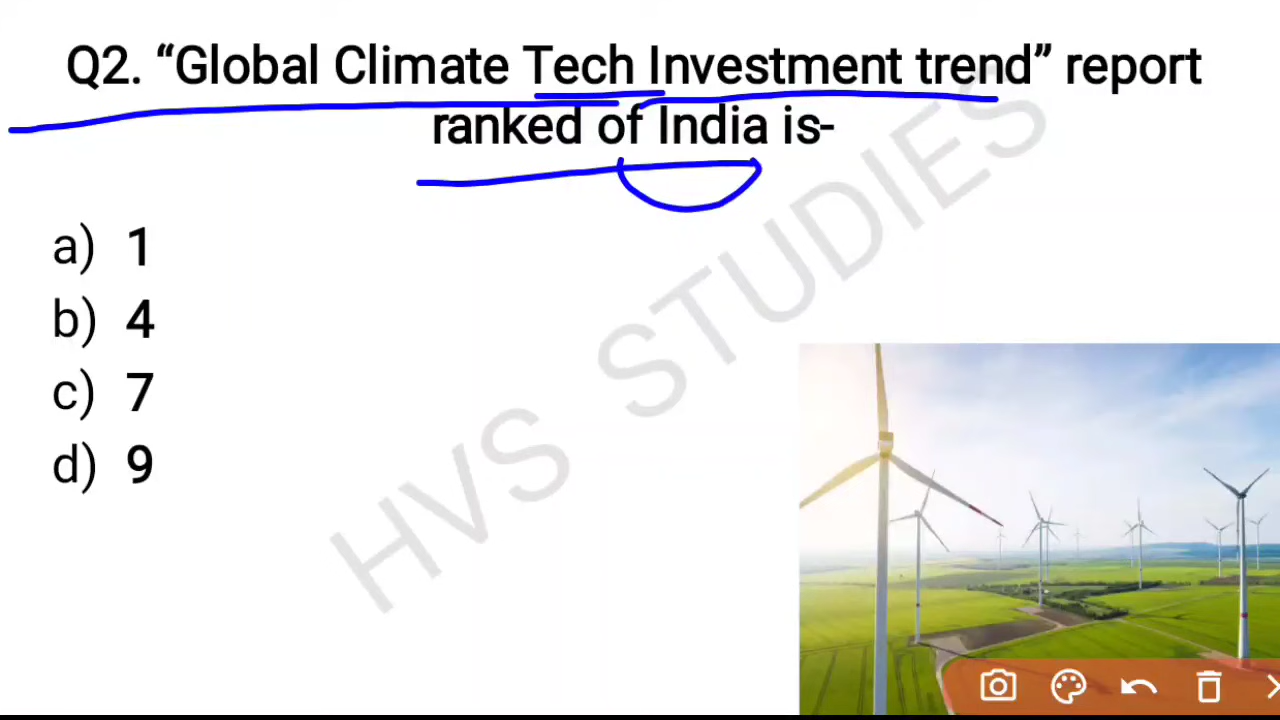 Q2. “Global Climate Tech Investment trend” report
ranked of India is-
a) 1
b) 4
c) 7
d) 9
HVS STUDIES